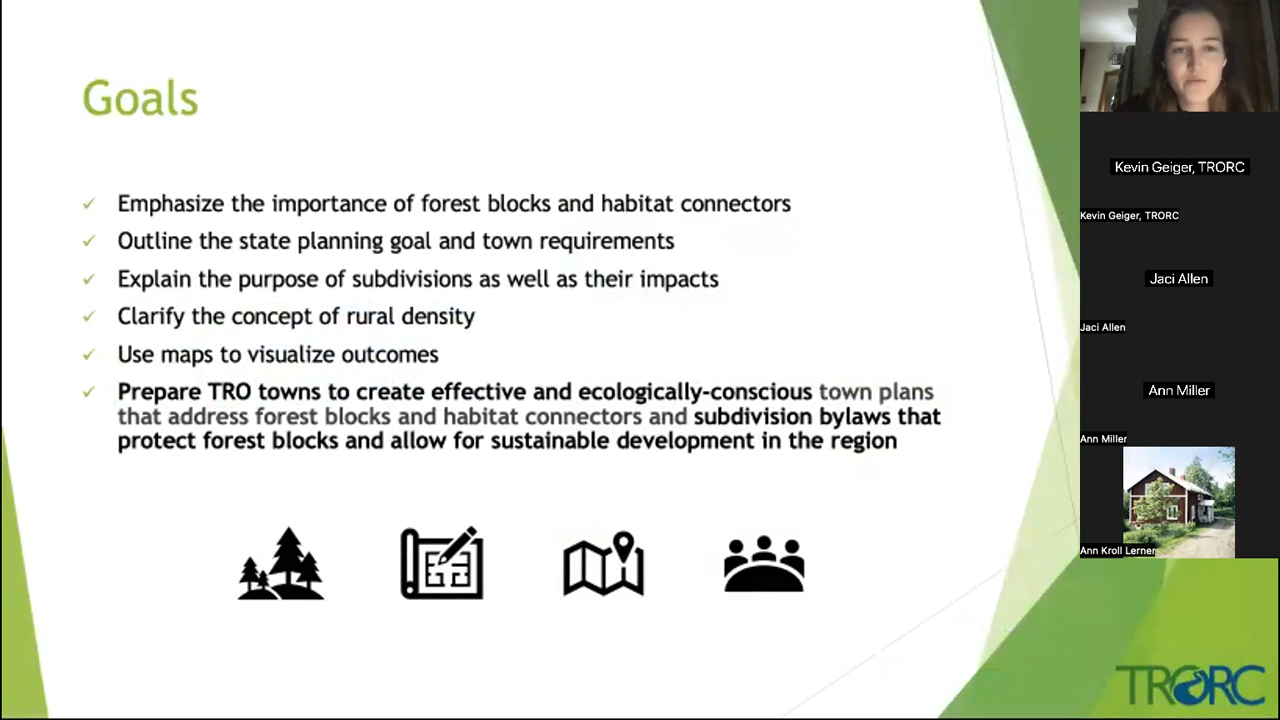 Goals
Emphasize the importance of forest blocks and habitat connectors
Outline the state planning goal and town requirements
Explain the purpose of subdivisions as well as their impacts
Clarify the concept of rural density
Use maps to visualize outcomes
Prepare TRO towns to create effective and ecologically-conscious town plans
that address forest blocks and habitat connectors and subdivision bylaws that
protect forest blocks and allow for sustainable development in the region
Kevin Geiger, TRORC
Kevin Geiger, TRORC
Jaci Allen
Jaci Allen
Ann Miller
Ann Miller
Ann Kroll Lerner
TRORC